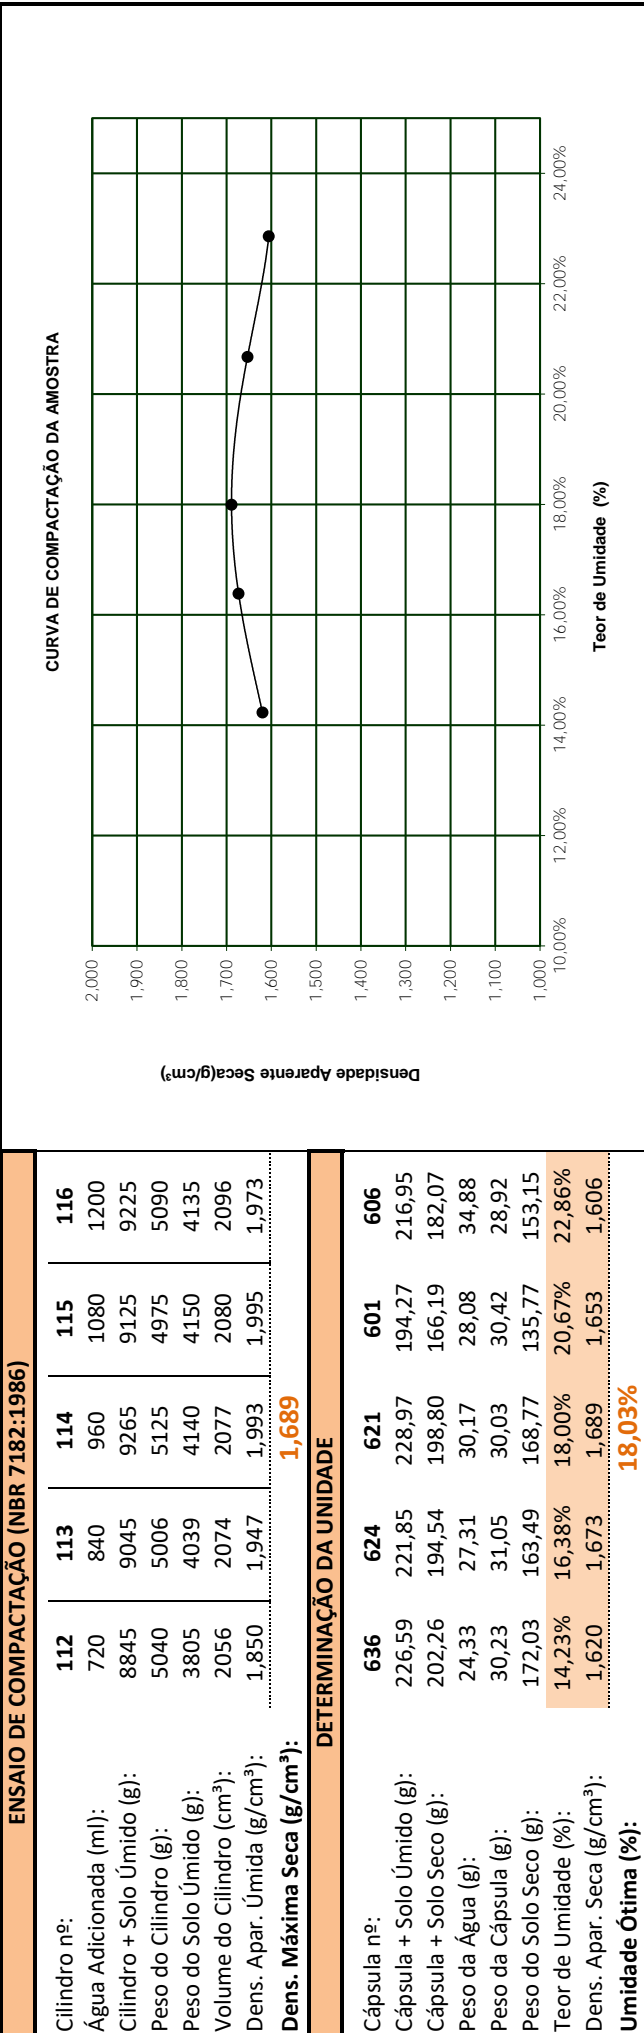 ENSAIO DE COMPACTAÇÃO (NBR 7182:1986)
Cilindro nº: 112 113 114 115 116
Água Adicionada (ml): 720 840 960 1080 1200
Cilindro + Solo Úmido (g): 8845 9045 9265 9125 9225
Peso do Cilindro (g): 5040 5006 5125 4975 5090
Peso do Solo Úmido (g): 3805 4039 4140 4150 4135
Volume do Cilindro (cm³): 2056 2074 2077 2080 2096
Dens. Apar. Úmida (g/cm³): 1,850 1,947 1,993 1,995 1,973
Dens. Máxima Seca (g/cm³): 1,689
DETERMINAÇÃO DA UNIDADE
Cápsula nº: 636 624 621 601 606
Cápsula + Solo Úmido (g): 226,59 221,85 228,97 194,27 216,95
Cápsula + Solo Seco (g): 202,26 194,54 198,80 166,19 182,07
Peso da Água (g): 24,33 27,31 30,17 28,08 34,88
Peso da Cápsula (g): 30,23 31,05 30,03 30,42 28,92
Peso do Solo Seco (g): 172,03 163,49 168,77 135,77 153,15
Teor de Umidade (%): 14,23% 16,38% 18,00% 20,67% 22,86%
Dens. Apar. Seca (g/cm³): 1,620 1,673 1,689 1,653 1,606
Umidade Ótima (%): 18,03%
CURVA DE COMPACTAÇÃO DA AMOSTRA
Densidade Aparente Seca(g/cm³)
2,000
1,900
1,800
1,700
1,600
1,500
1,400
1,300
1,200
1,100
1,000
10,00% 12,00% 14,00% 16,00% 18,00% 20,00% 22,00% 24,00%
Teor de Umidade (%)